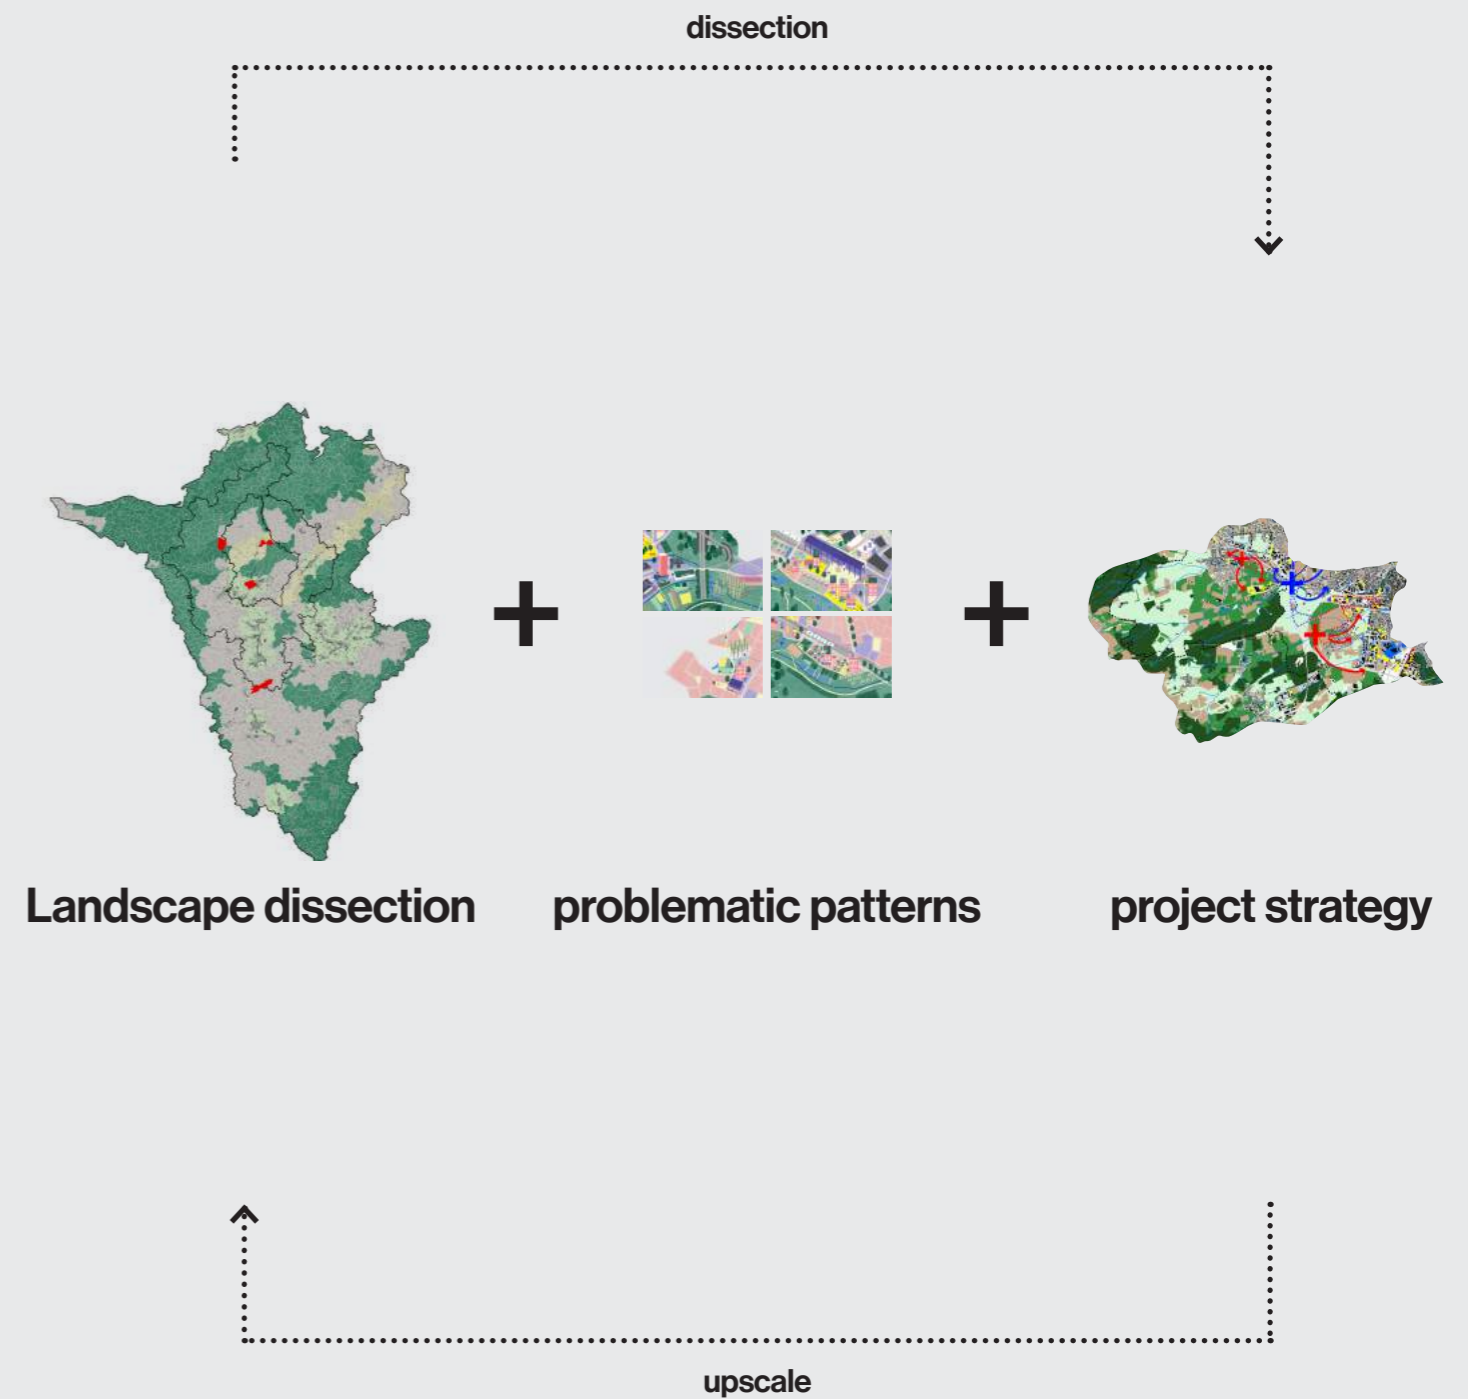 dissection
+
+
Landscape dissection
problematic patterns
project strategy
upscale